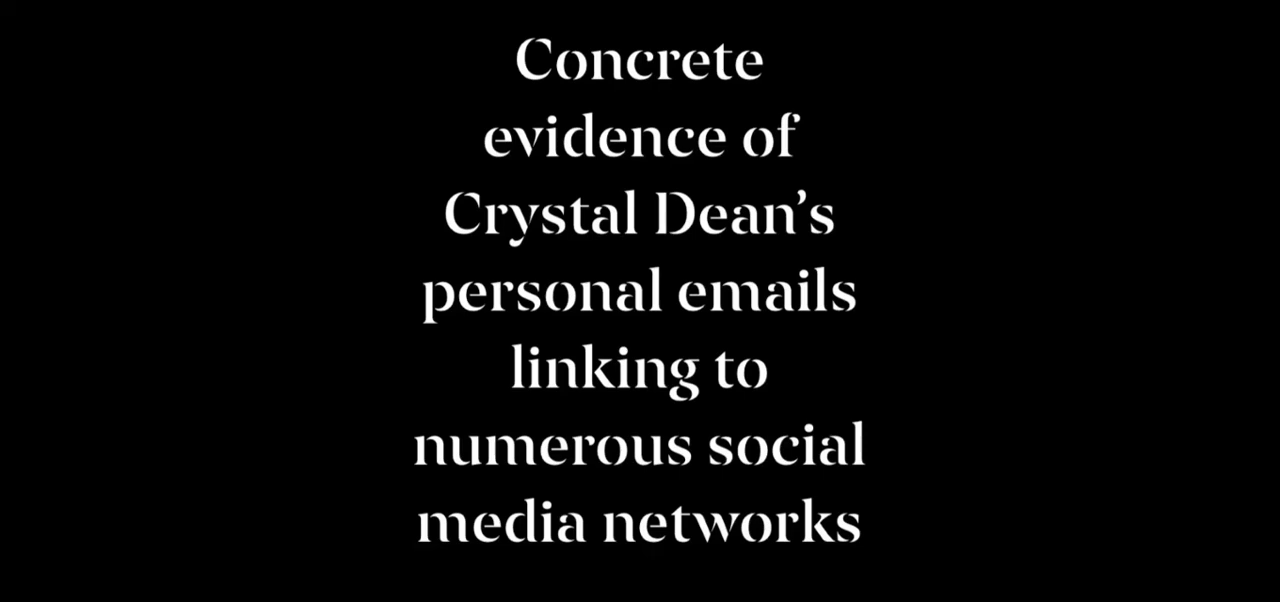 Concrete
evidence of
Crystal Dean’s
personal emails
linking to
numerous social
media networks